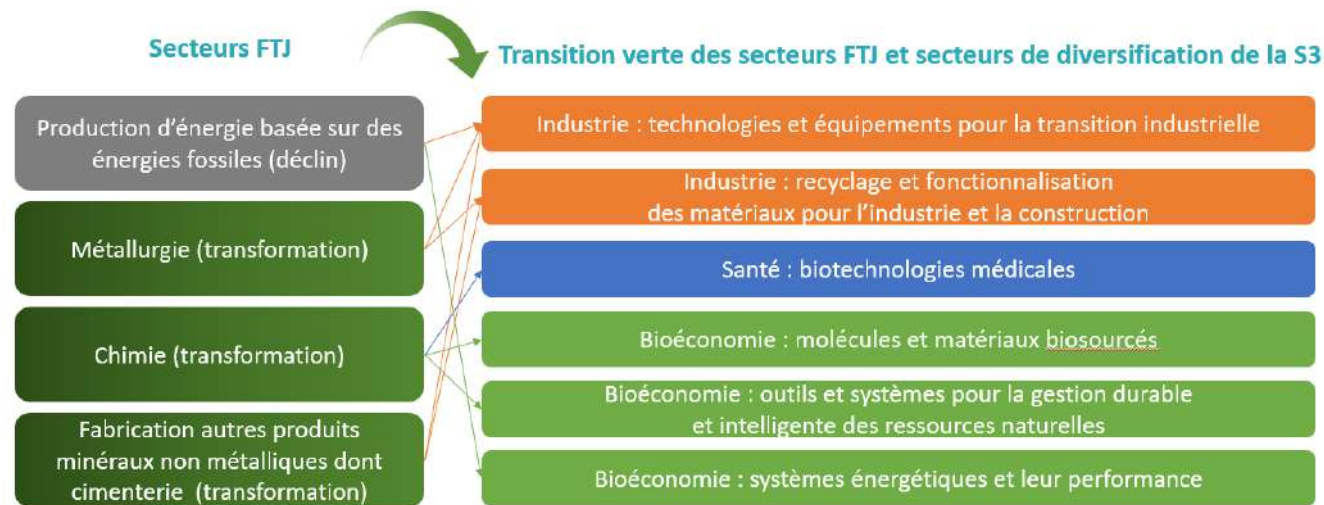 Secteurs FTJ
Transition verte des secteurs FTJ et secteurs de diversification de la S3
Production d'énergie basée sur des
énergies fossiles (déclin)
Métallurgie (transformation)
Chimie (transformation)
Fabrication autres produits
minéraux non métalliques dont
cimenterie (transformation)
Industrie : technologies et équipements pour la transition industrielle
Industrie : recyclage et fonctionnalisation
des matériaux pour l'industrie et la construction
Santé : biotechnologies médicales
Bioéconomie : molécules et matériaux biosourcés
Bioéconomie : outils et systèmes pour la gestion durable
et intelligente des ressources naturelles
Bioéconomie : systèmes énergétiques et leur performance